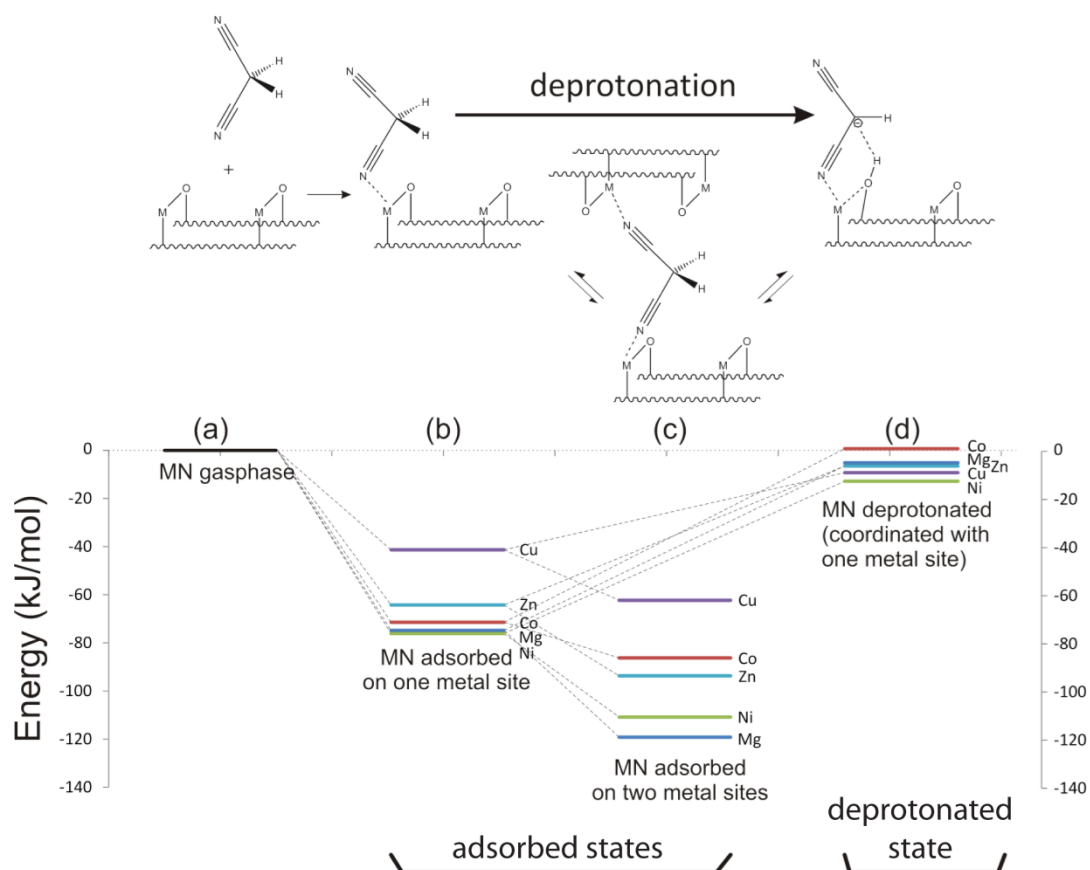 deprotonation
N
H
H
N
+
M
O
M
O
N
H
H
N
M
O
M
O
M
M
O
O
N
H
H
N
M
O
M
O
N
H
⊖
H
N
O
M
M
O
(a)
(b)
(c)
(d)
Energy (kJ/mol)
0
-20
-40
-60
-80
-100
-120
-140
MN gasphase
Cu
Zn
Co
Mg
Ni
MN adsorbed
on one metal site
Cu
Co
Zn
Ni
Mg
MN adsorbed
on two metal sites
Co
Mg
Zn
Cu
Ni
MN deprotonated
(coordinated with
one metal site)
0
-20
-40
-60
-80
-100
-120
-140
adsorbed states
deprotonated
state